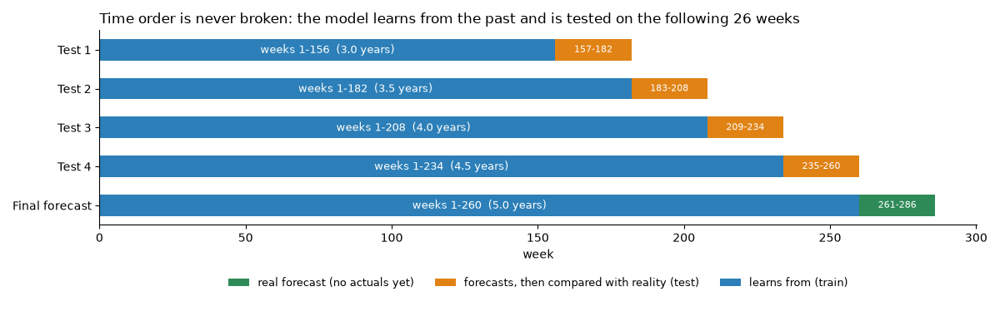 Time order is never broken: the model learns from the past and is tested on the following 26 weeks
Test 1
weeks 1-156 (3.0 years)
157-182
Test 2
weeks 1-182 (3.5 years)
183-208
Test 3
weeks 1-208 (4.0 years)
209-234
Test 4
weeks 1-234 (4.5 years)
235-260
Final forecast
weeks 1-260 (5.0 years)
261-286
0 50 100 150 200 250 300
week
real forecast (no actuals yet)
forecasts, then compared with reality (test)
learns from (train)